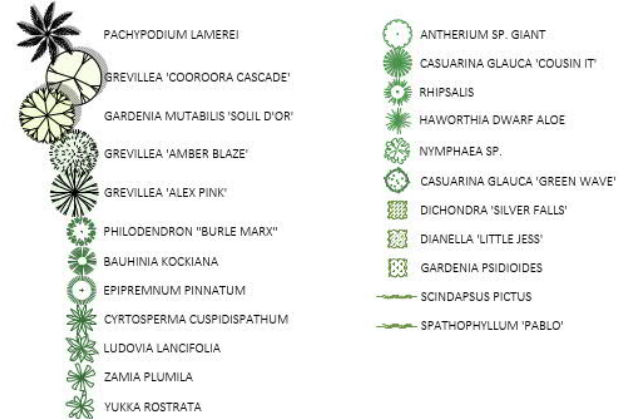 PACHYPODIUM LAMEREI
GREVILLEA 'COOROORA CASCADE'
GARDENIA MUTABILIS 'SOLIL D'OR'
GREVILLEA 'AMBER BLAZE'
GREVILLEA 'ALEX PINK'
PHILODENDRON "BURLE MARX"
BAUHINIA KOCKIANA
EPIPREMNUM PINNATUM
CYRTOSPERMA CUSPIDISPATHUM
LUDOVIA LANCIFOLIA
ZAMIA PLUMILA
YUKKA ROSTRATA
ANTHERIUM SP. GIANT
CASUARINA GLAUCA 'COUSIN IT'
RHIPSALIS
HAWORTHIA DWARF ALOE
NYMPHAEA SP.
CASUARINA GLAUCA 'GREEN WAVE'
DICHONDRA 'SILVER FALLS'
DIANELLA 'LITTLE JESS'
GARDENIA PSIDIOIDES
SCINDAPSUS PICTUS
SPATHOPHYLLUM 'PABLO'